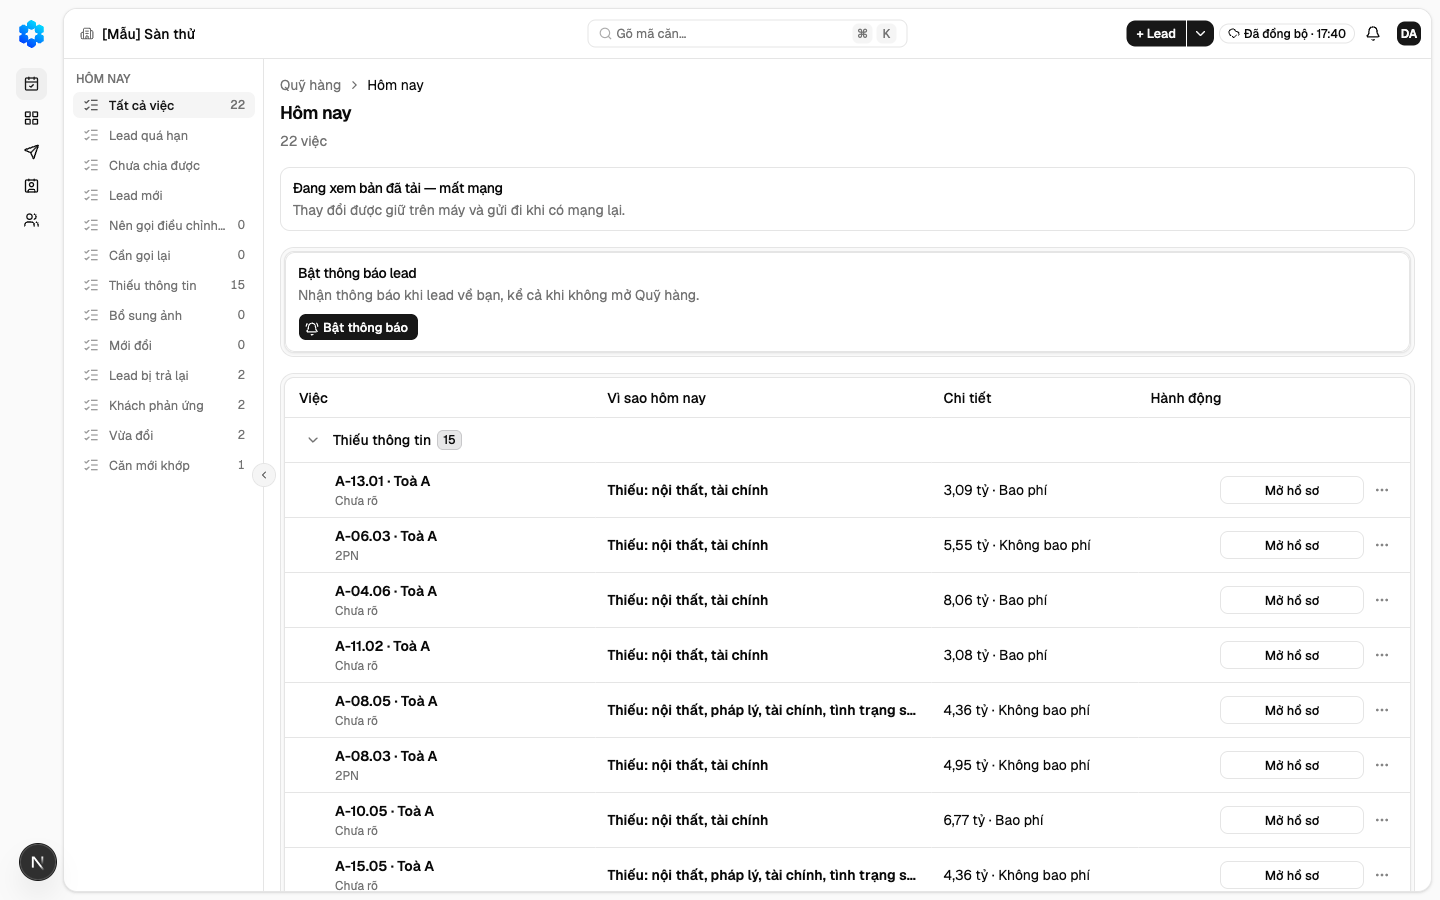 [Mẫu] Sàn thử
Gõ mã căn...
⌘ K
+ Lead
Đã đồng bộ · 17:40
DA
HÔM NAY
Tất cả việc 22
Lead quá hạn
Chưa chia được
Lead mới
Nên gọi điều chỉnh... 0
Cần gọi lại 0
Thiếu thông tin 15
Bổ sung ảnh 0
Mới đổi 0
Lead bị trả lại 2
Khách phản ứng 2
Vừa đổi 2
Căn mới khớp 1
Quỹ hàng > Hôm nay
Hôm nay
22 việc
Đang xem bản đã tải — mất mạng
Thay đổi được giữ trên máy và gửi đi khi có mạng lại.
Bật thông báo lead
Nhận thông báo khi lead về bạn, kể cả khi không mở Quỹ hàng.
Bật thông báo
Việc Vì sao hôm nay Chi tiết Hành động
Thiếu thông tin 15
A-13.01 · Toà A
Chưa rõ
Thiếu: nội thất, tài chính
3,09 tỷ · Bao phí
Mở hồ sơ
A-06.03 · Toà A
2PN
Thiếu: nội thất, tài chính
5,55 tỷ · Không bao phí
Mở hồ sơ
A-04.06 · Toà A
Chưa rõ
Thiếu: nội thất, tài chính
8,06 tỷ · Bao phí
Mở hồ sơ
A-11.02 · Toà A
Chưa rõ
Thiếu: nội thất, tài chính
3,08 tỷ · Bao phí
Mở hồ sơ
A-08.05 · Toà A
Chưa rõ
Thiếu: nội thất, pháp lý, tài chính, tình trạng s...
4,36 tỷ · Không bao phí
Mở hồ sơ
A-08.03 · Toà A
2PN
Thiếu: nội thất, tài chính
4,95 tỷ · Không bao phí
Mở hồ sơ
A-10.05 · Toà A
Chưa rõ
Thiếu: nội thất, tài chính
6,77 tỷ · Bao phí
Mở hồ sơ
A-15.05 · Toà A
Chưa rõ
Thiếu: nội thất, pháp lý, tài chính, tình trạng s...
4,36 tỷ · Không bao phí
Mở hồ sơ
N